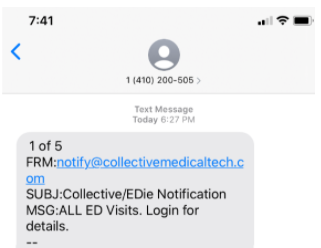 7:41
1 (410) 200-505 >
Text Message
Today 6:27 PM
1 of 5
FRM:notify@collectivemedicaltech.c
om
SUBJ:Collective/EDie Notification
MSG:ALL ED Visits. Login for
details.
--